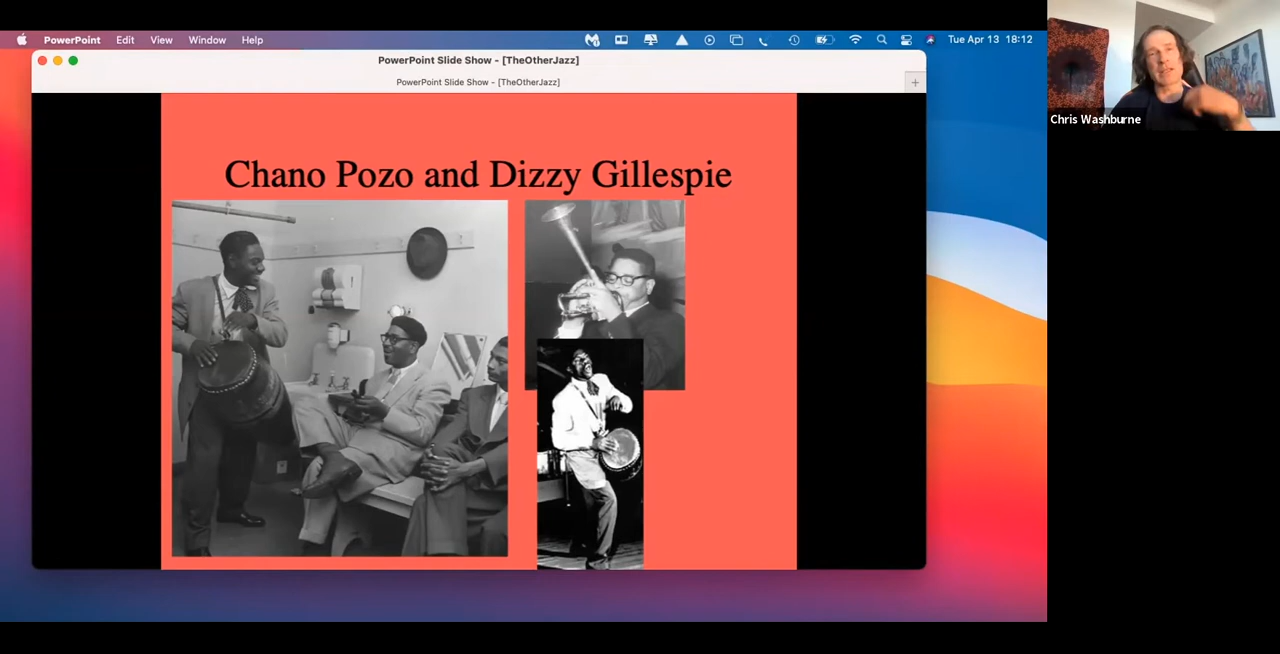 PowerPoint Edit View Window Help Tue Apr 13 18:12
PowerPoint Slide Show - [TheOtherJazz]
PowerPoint Slide Show - [TheOtherJazz]
+
Chris Washburne
Chano Pozo and Dizzy Gillespie